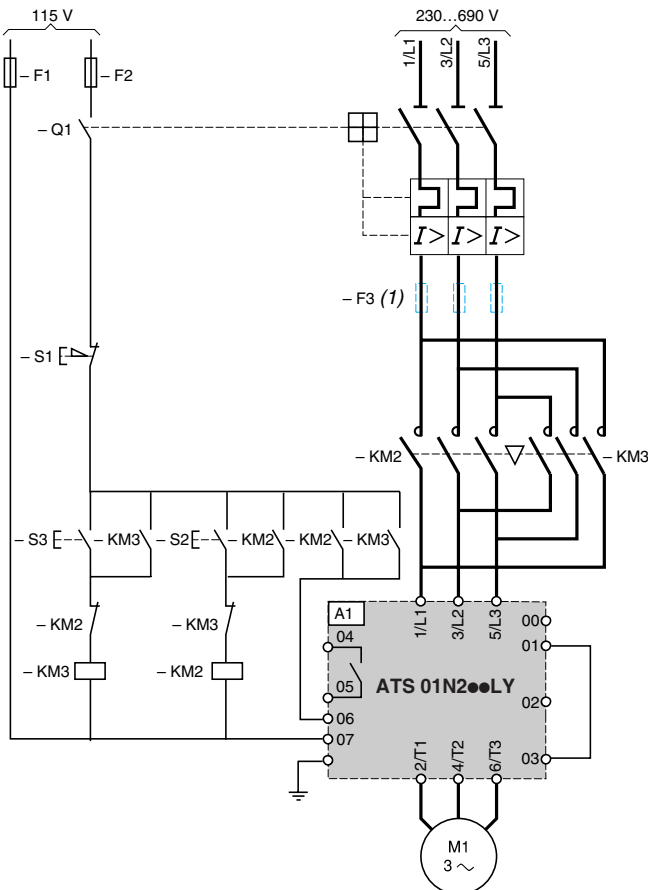 115 V
230...690 V
1/L1
3/L2
5/L3
– F1
– F2
– Q1
I>
I>
I>
– F3 (1)
– S1
– KM2
– KM3
– S3
– KM3
– S2
– KM2
– KM2
– KM3
– KM2
– KM3
– KM3
– KM2
A1
1/L1
3/L2
5/L3
00
04
01
05
ATS 01N2●●LY
02
06
07
03
2/T1
4/T2
6/T3
M1
3 ~